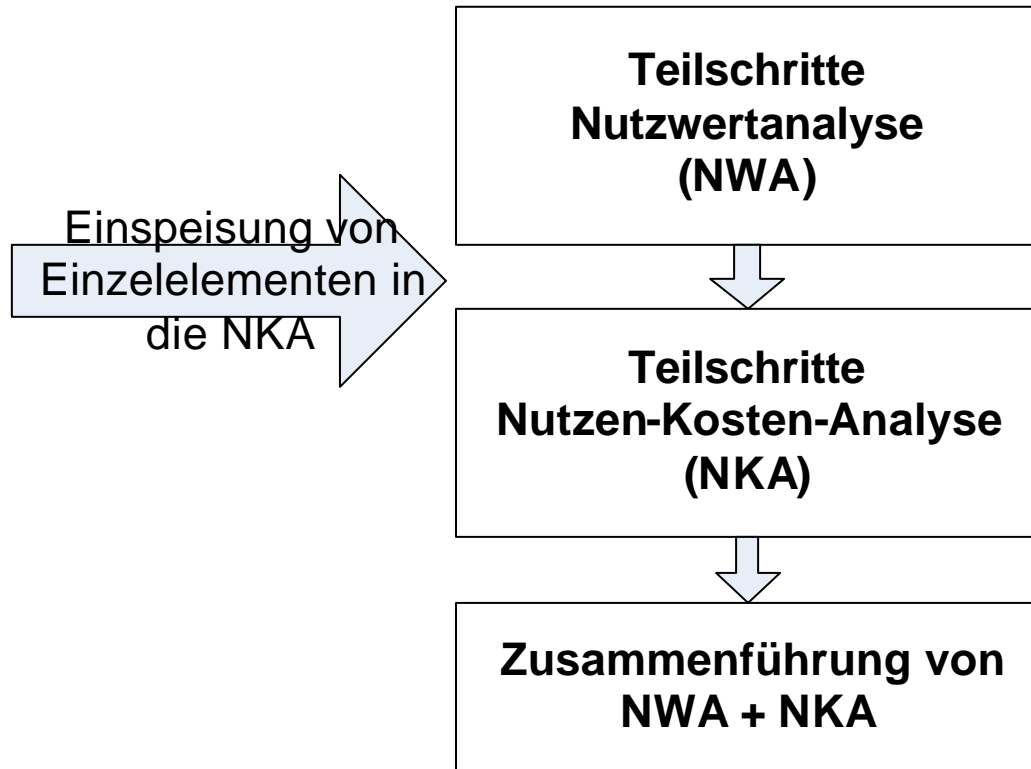 Teilschritte
Nutzwertanalyse
(NWA)
Einspeisung von
Einzelelementen in
die NKA
Teilschritte
Nutzen-Kosten-Analyse
(NKA)
Zusammenführung von
NWA + NKA